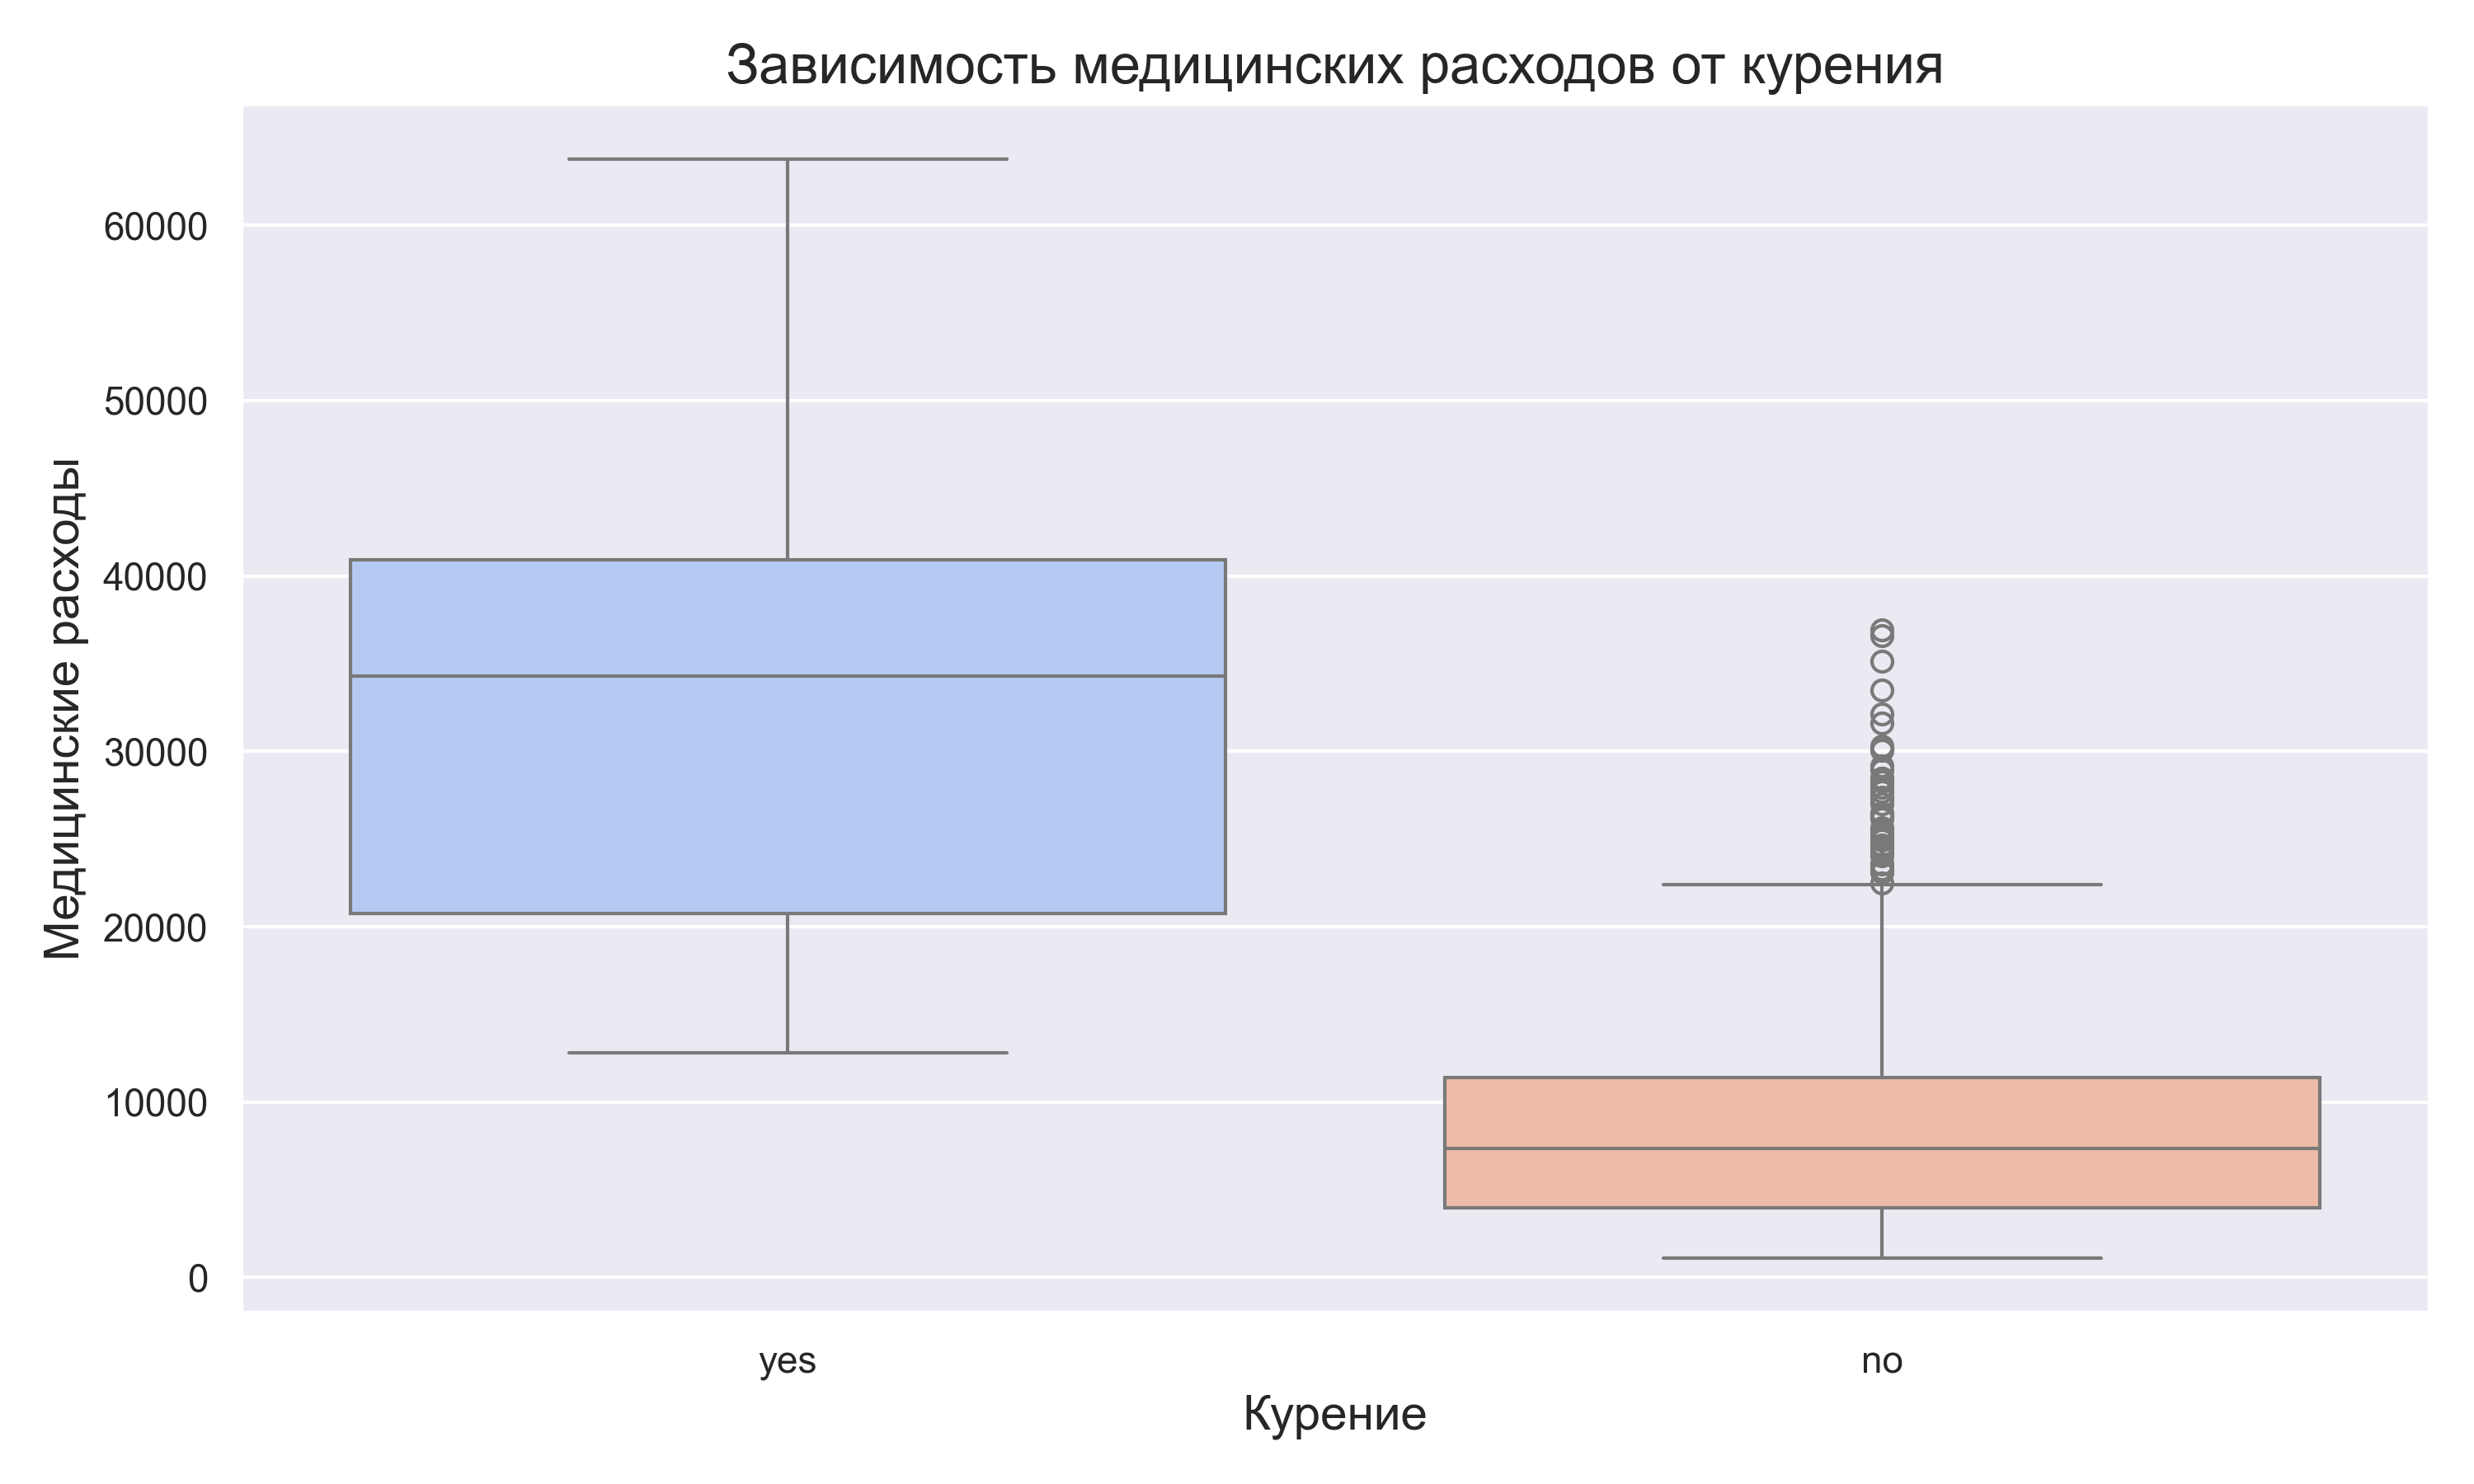 Зависимость медицинских расходов от курения
Медицинские расходы
60000
50000
40000
30000
20000
10000
0
yes
no
Курение